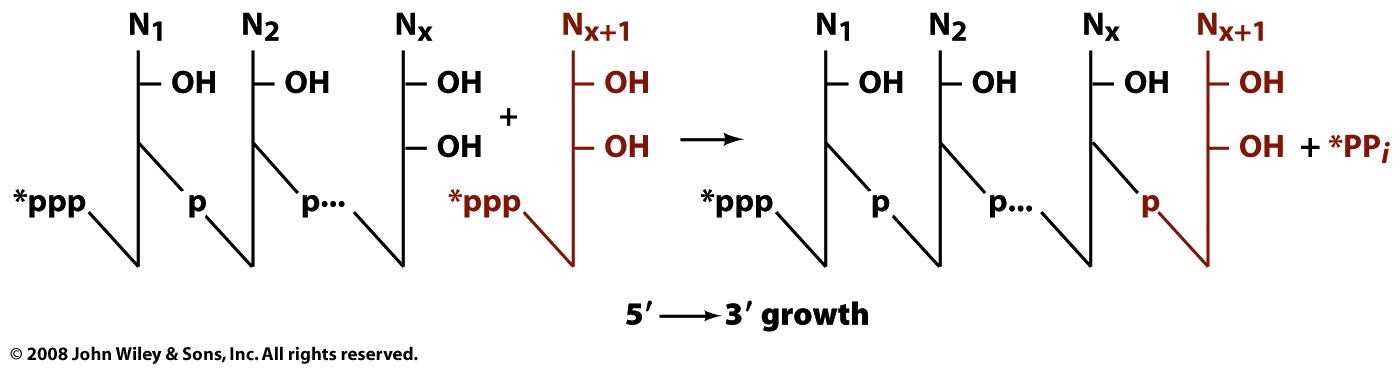 N1 N2 Nx Nx+1 N1 N2 Nx Nx+1
OH OH OH OH OH OH OH OH
+
OH OH OH OH + *PPi
*ppp p p... *ppp *ppp p p... p
5′ → 3′ growth
© 2008 John Wiley & Sons, Inc. All rights reserved.